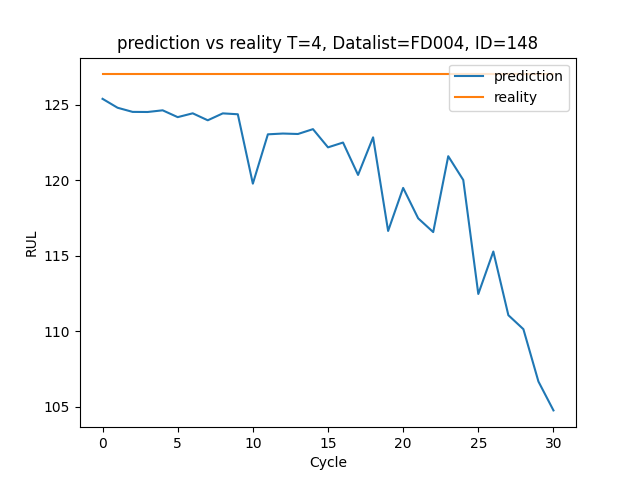 prediction vs reality T=4, Datalist=FD004, ID=148
prediction
reality
125
120
115
110
105
RUL
0 5 10 15 20 25 30
Cycle